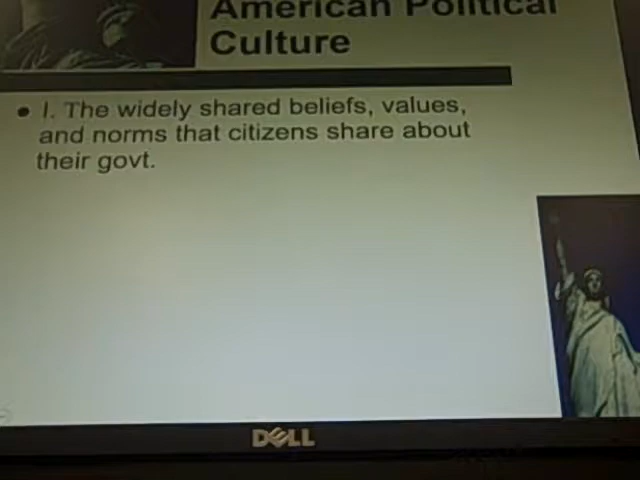 American Political
Culture
• I. The widely shared beliefs, values,
and norms that citizens share about
their govt.
DELL